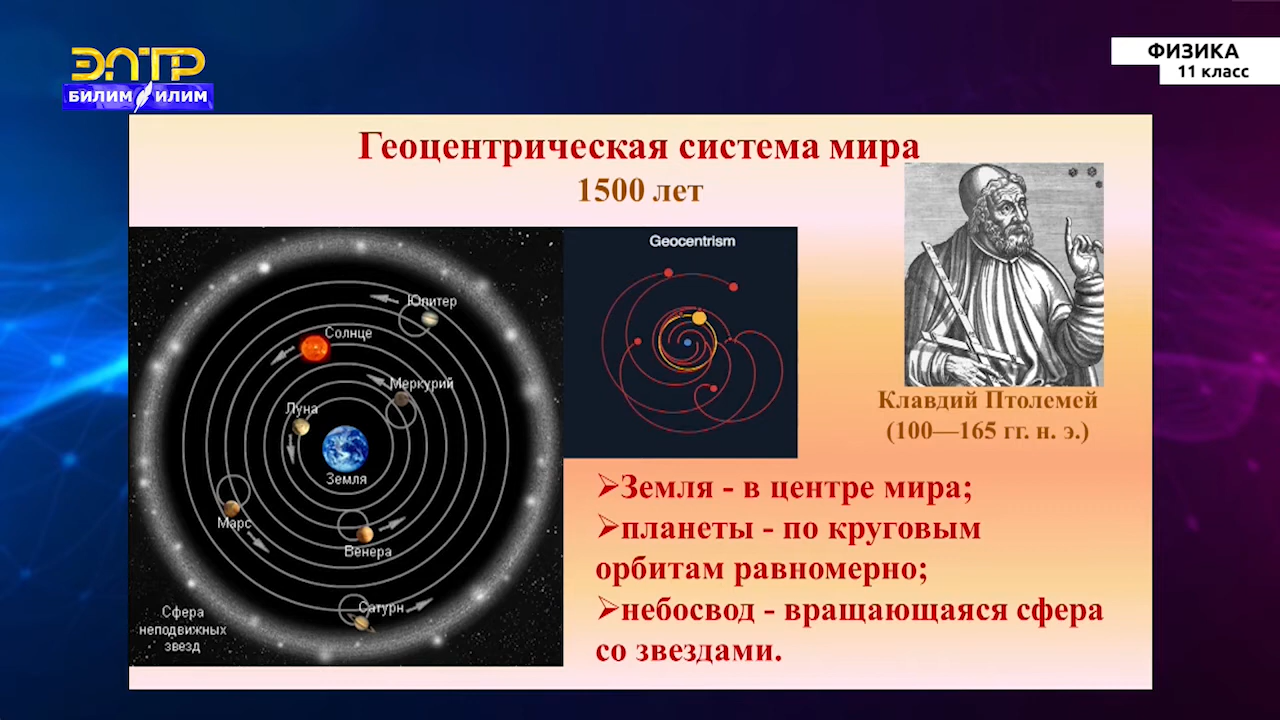 ЭЛТР
БИЛИМ ИЛИМ
ФИЗИКА
11 класс
Геоцентрическая система мира
1500 лет
Юпитер
Солнце
Меркурий
Луна
Земля
Марс
Венера
Сатурн
Сфера
неподвижных
звезд
Geocentrism
Клавдий Птолемей
(100—165 гг. н. э.)
➢Земля - в центре мира;
➢планеты - по круговым
орбитам равномерно;
➢небосвод - вращающаяся сфера
со звездами.